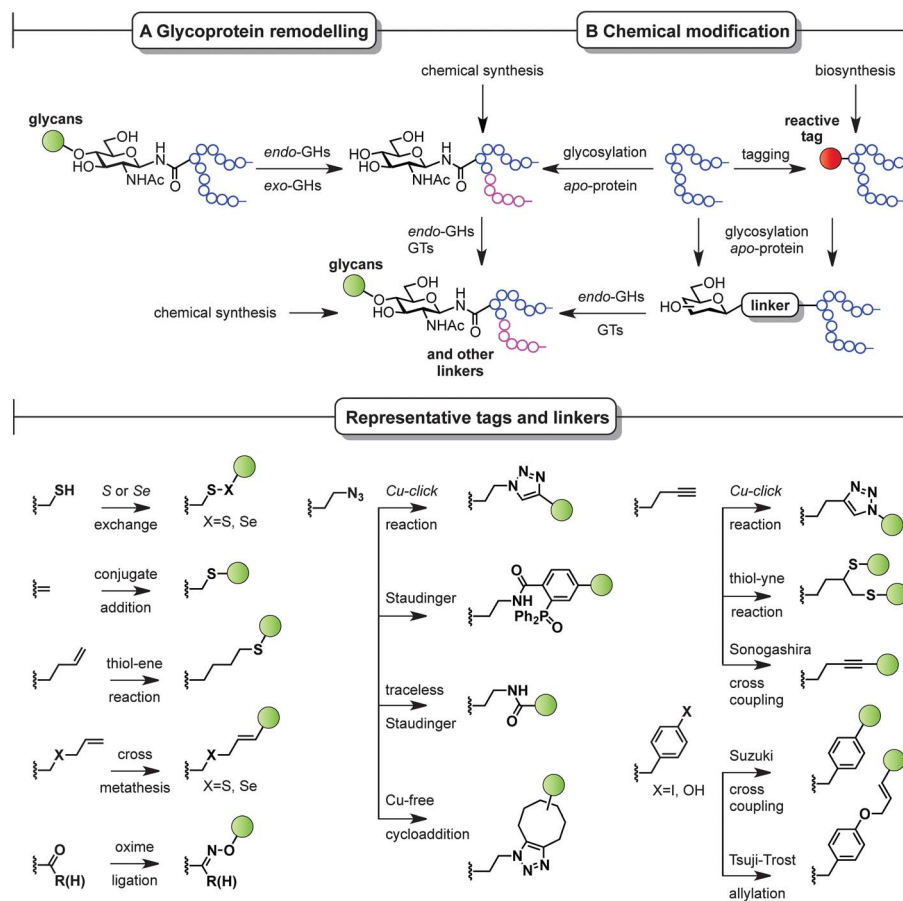 A Glycoprotein remodelling
B Chemical modification
chemical synthesis
biosynthesis
glycans
reactive
tag
OH
HO
O
H
N
O
NHAc
O
endo-GHs
exo-GHs
OH
HO
HO
O
H
N
NHAc
O
glycosylation
apo-protein
tagging
endo-GHs
GTs
glycosylation
apo-protein
glycans
chemical synthesis
HO
OH
O
O
H
N
NHAc
O
and other
linkers
endo-GHs
GTs
HO
HO
O
linker
Representative tags and linkers
SH
S or Se
exchange
S-X
X=S, Se
conjugate
addition
S
thiol-ene
reaction
S
X
cross
metathesis
X
X=S, Se
O
R(H)
oxime
ligation
N-O
R(H)
N3
Cu-click
reaction
N=N
N
Staudinger
O
NH
Ph2P=O
traceless
Staudinger
NH
O
Cu-free
cycloaddition
N
N=N
Cu-click
reaction
N=N
N
thiol-yne
reaction
S
S
Sonogashira
cross
coupling
X
X=I, OH
Suzuki
cross
coupling
O
Tsuji-Trost
allylation